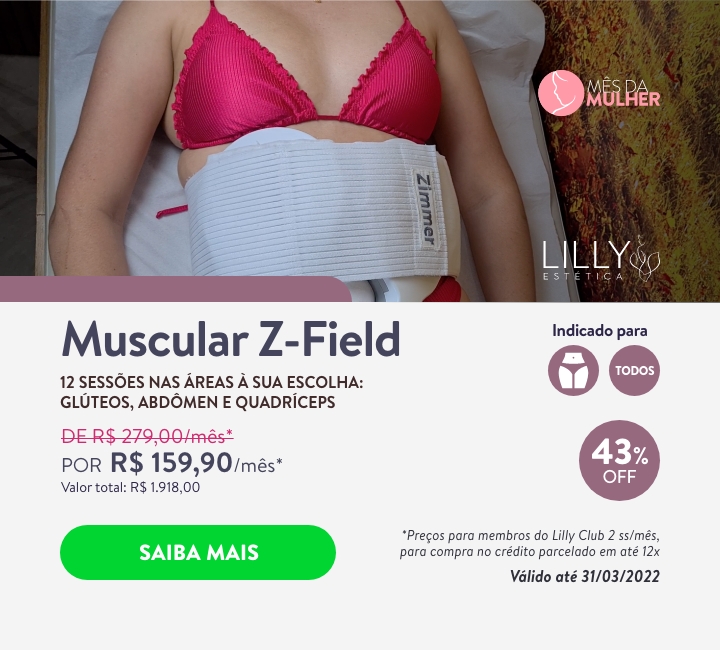 MÊS DA
MULHER
Zimmer
LILLY
ESTÉTICA
Muscular Z-Field
12 SESSÕES NAS ÁREAS À SUA ESCOLHA:
GLÚTEOS, ABDÔMEN E QUADRÍCEPS
DE R$ 279,00/mês*
POR R$ 159,90/mês*
Valor total: R$ 1.918,00
SAIBA MAIS
Indicado para
TODOS
43%
OFF
*Preços para membros do Lilly Club 2 ss/mês,
para compra no crédito parcelado em até 12x
Válido até 31/03/2022